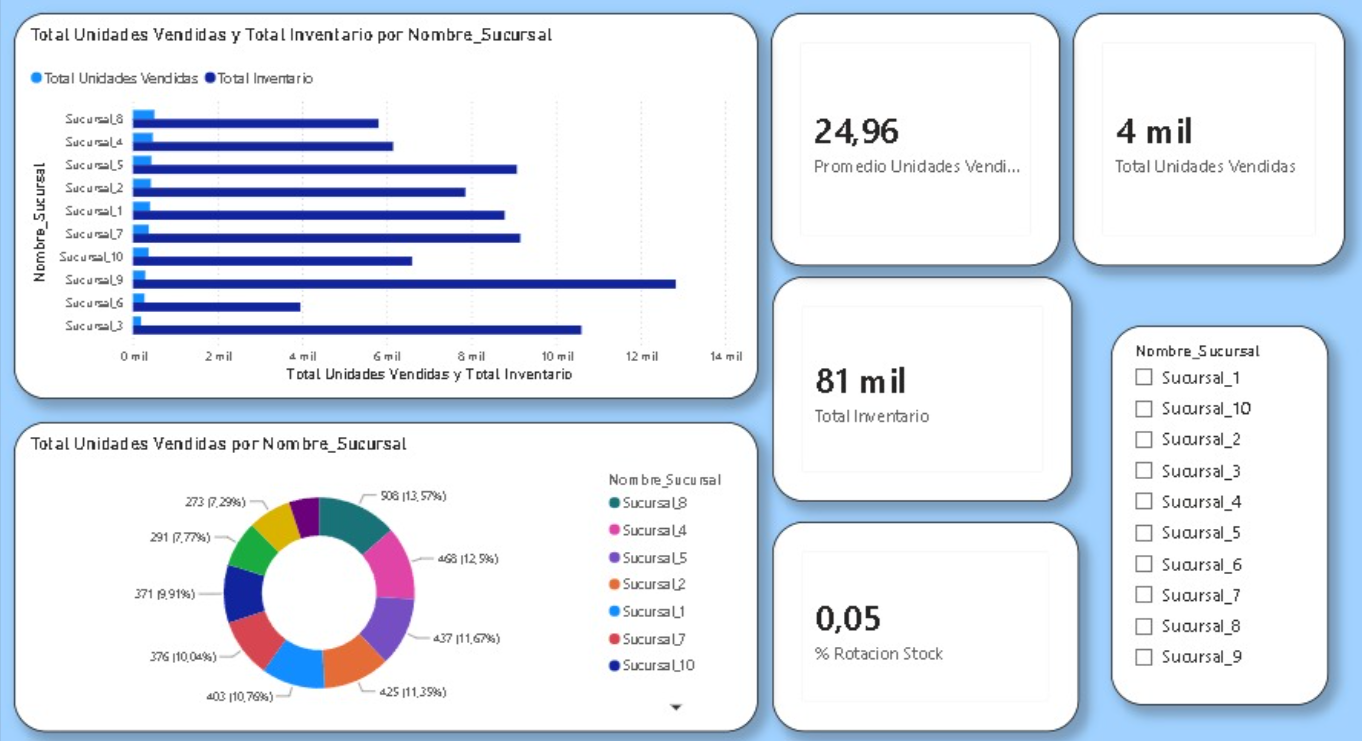 Total Unidades Vendidas y Total Inventario por Nombre_Sucursal
Total Unidades Vendidas Total Inventario
Nombre_Sucursal
Sucursal_8
Sucursal_4
Sucursal_5
Sucursal_2
Sucursal_1
Sucursal_7
Sucursal_10
Sucursal_9
Sucursal_6
Sucursal_3
0 mil 2 mil 4 mil 6 mil 8 mil 10 mil 12 mil 14 mil
Total Unidades Vendidas y Total Inventario
24,96
Promedio Unidades Vendi...
4 mil
Total Unidades Vendidas
81 mil
Total Inventario
0,05
% Rotacion Stock
Nombre_Sucursal
Sucursal_1
Sucursal_10
Sucursal_2
Sucursal_3
Sucursal_4
Sucursal_5
Sucursal_6
Sucursal_7
Sucursal_8
Sucursal_9
Total Unidades Vendidas por Nombre_Sucursal
508 (13,57%)
468 (12,5%)
437 (11,67%)
425 (11,35%)
403 (10,76%)
376 (10,04%)
371 (9,91%)
291 (7,77%)
273 (7,29%)
Nombre_Sucursal
Sucursal_8
Sucursal_4
Sucursal_5
Sucursal_2
Sucursal_1
Sucursal_7
Sucursal_10